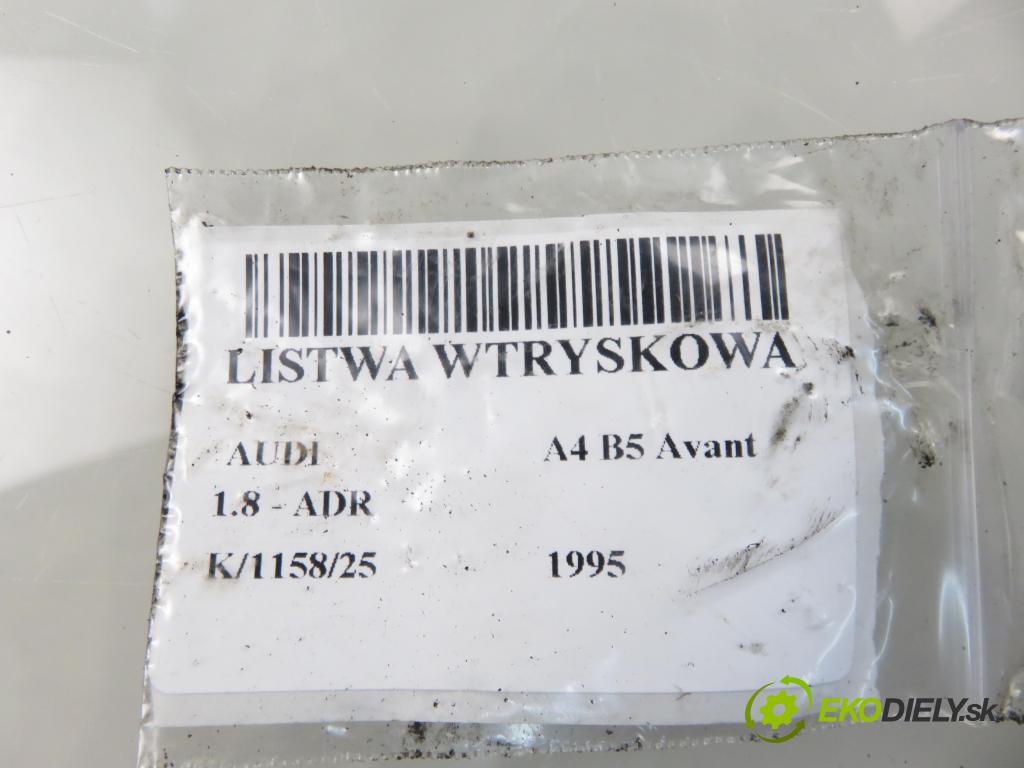 LISTWA WTRYSKOWA
AUDI A4 B5 Avant
1.8 - ADR
K/1158/25 1995
EKODIELY.sk